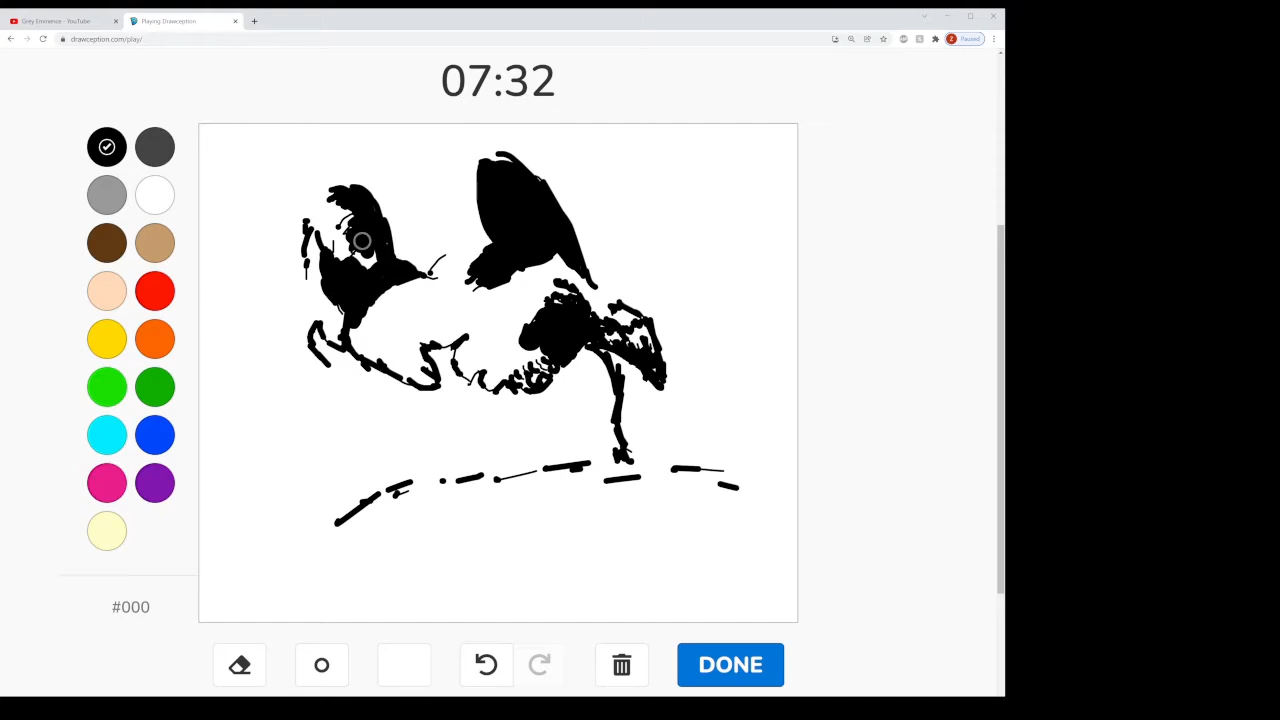 Grey Eminence - YouTube
Playing Drawception
drawception.com/play/
Z
Paused
07:32
#000
DONE